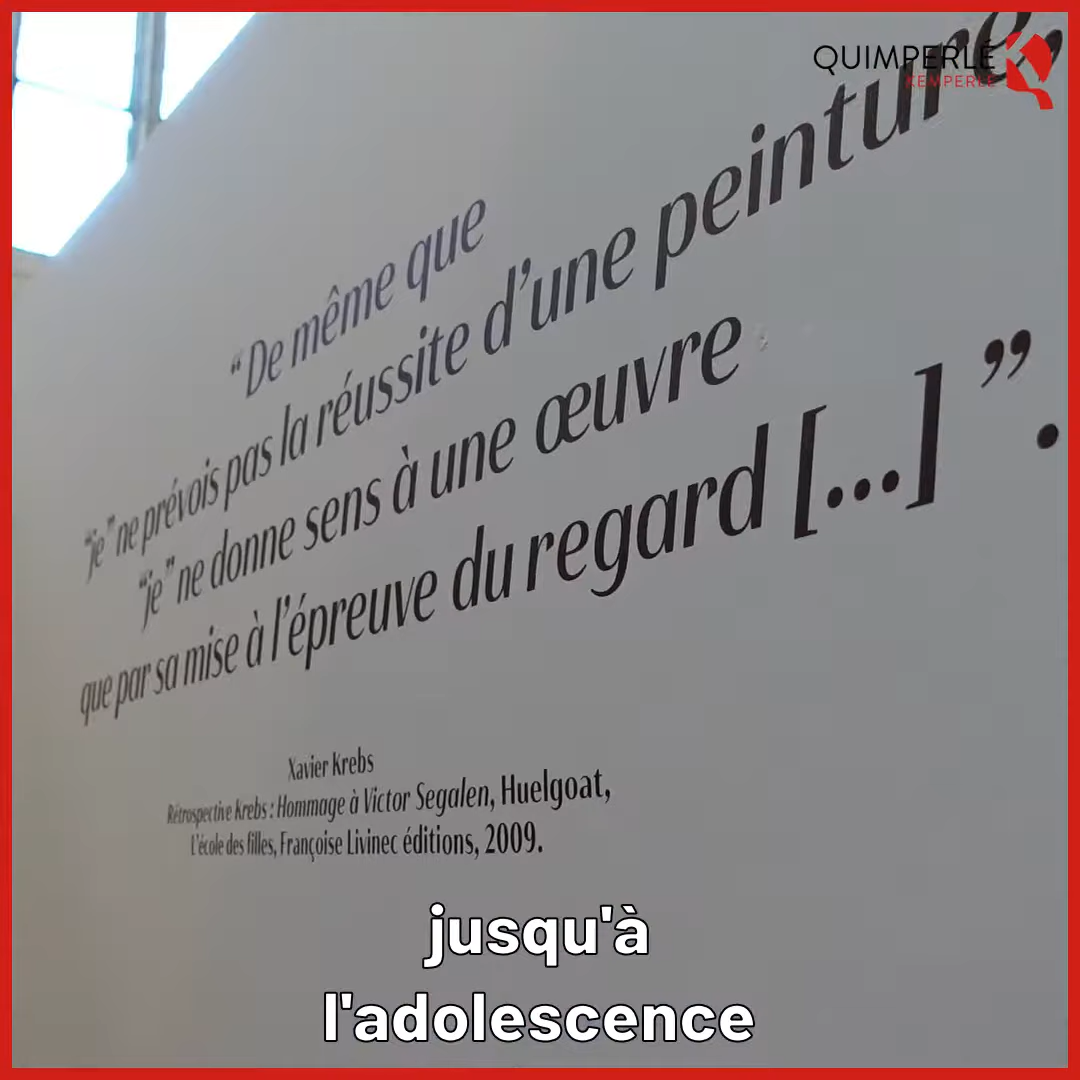 QUIMPERLÉ
KEMPERLE
“De même que
“je” ne prévois pas la réussite d’une peinture,
“je” ne donne sens à une œuvre
que par sa mise à l’épreuve du regard [...] ”.
Xavier Krebs
Rétrospective Krebs : Hommage à Victor Segalen, Huelgoat,
L’école des filles, Françoise Livinec éditions, 2009.
jusqu'à
l'adolescence